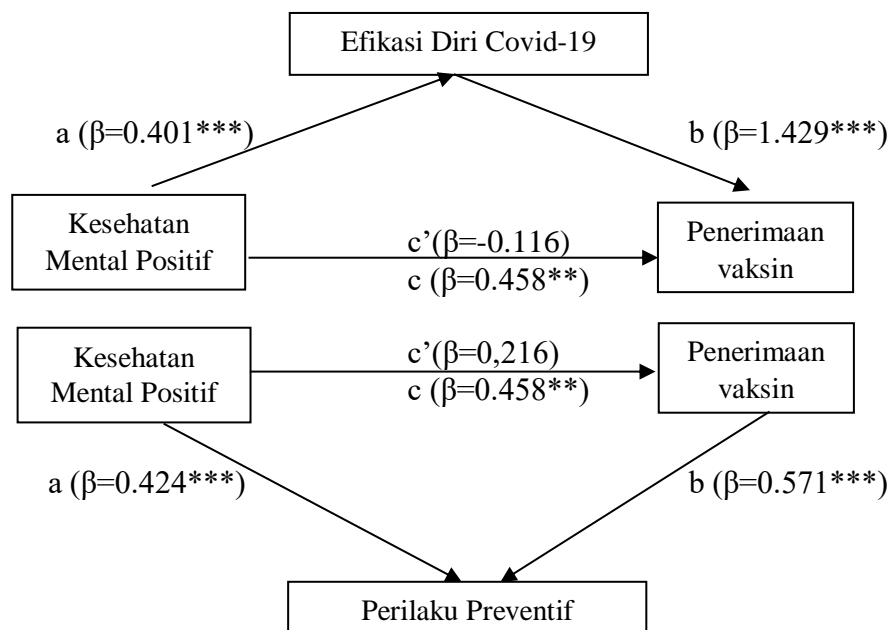 Efikasi Diri Covid-19
a (β=0.401***)
b (β=1.429***)
Kesehatan
Mental Positif
c’(β=-0.116)
c (β=0.458**)
Penerimaan
vaksin
Kesehatan
Mental Positif
c’(β=0,216)
c (β=0.458**)
Penerimaan
vaksin
a (β=0.424***)
b (β=0.571***)
Perilaku Preventif